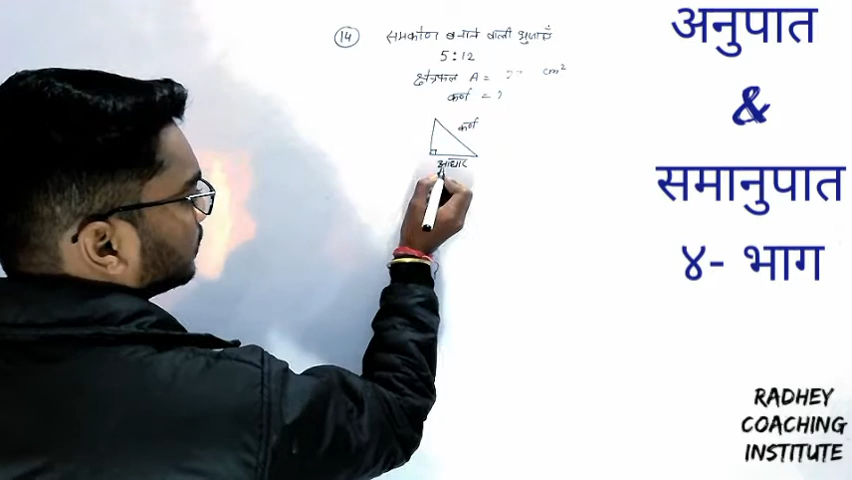 14 समकोण बनाने वाली भुजाएँ
5:12
क्षेत्रफल A = cm²
कर्ण = ?
कर्ण
आधार
अनुपात
&
समानुपात
४- भाग
RADHEY
COACHING
INSTITUTE